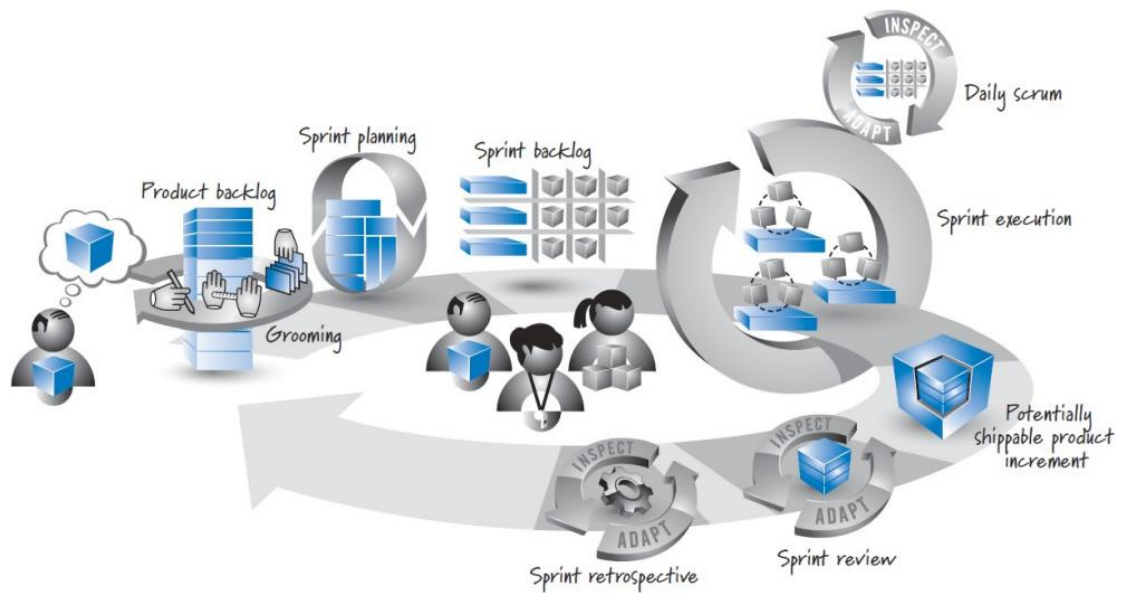 INSPECT
ADAPT
Daily scrum
Sprint planning
Sprint backlog
Product backlog
Sprint execution
Grooming
Potentially
shippable product
increment
INSPECT
ADAPT
INSPECT
ADAPT
Sprint review
Sprint retrospective